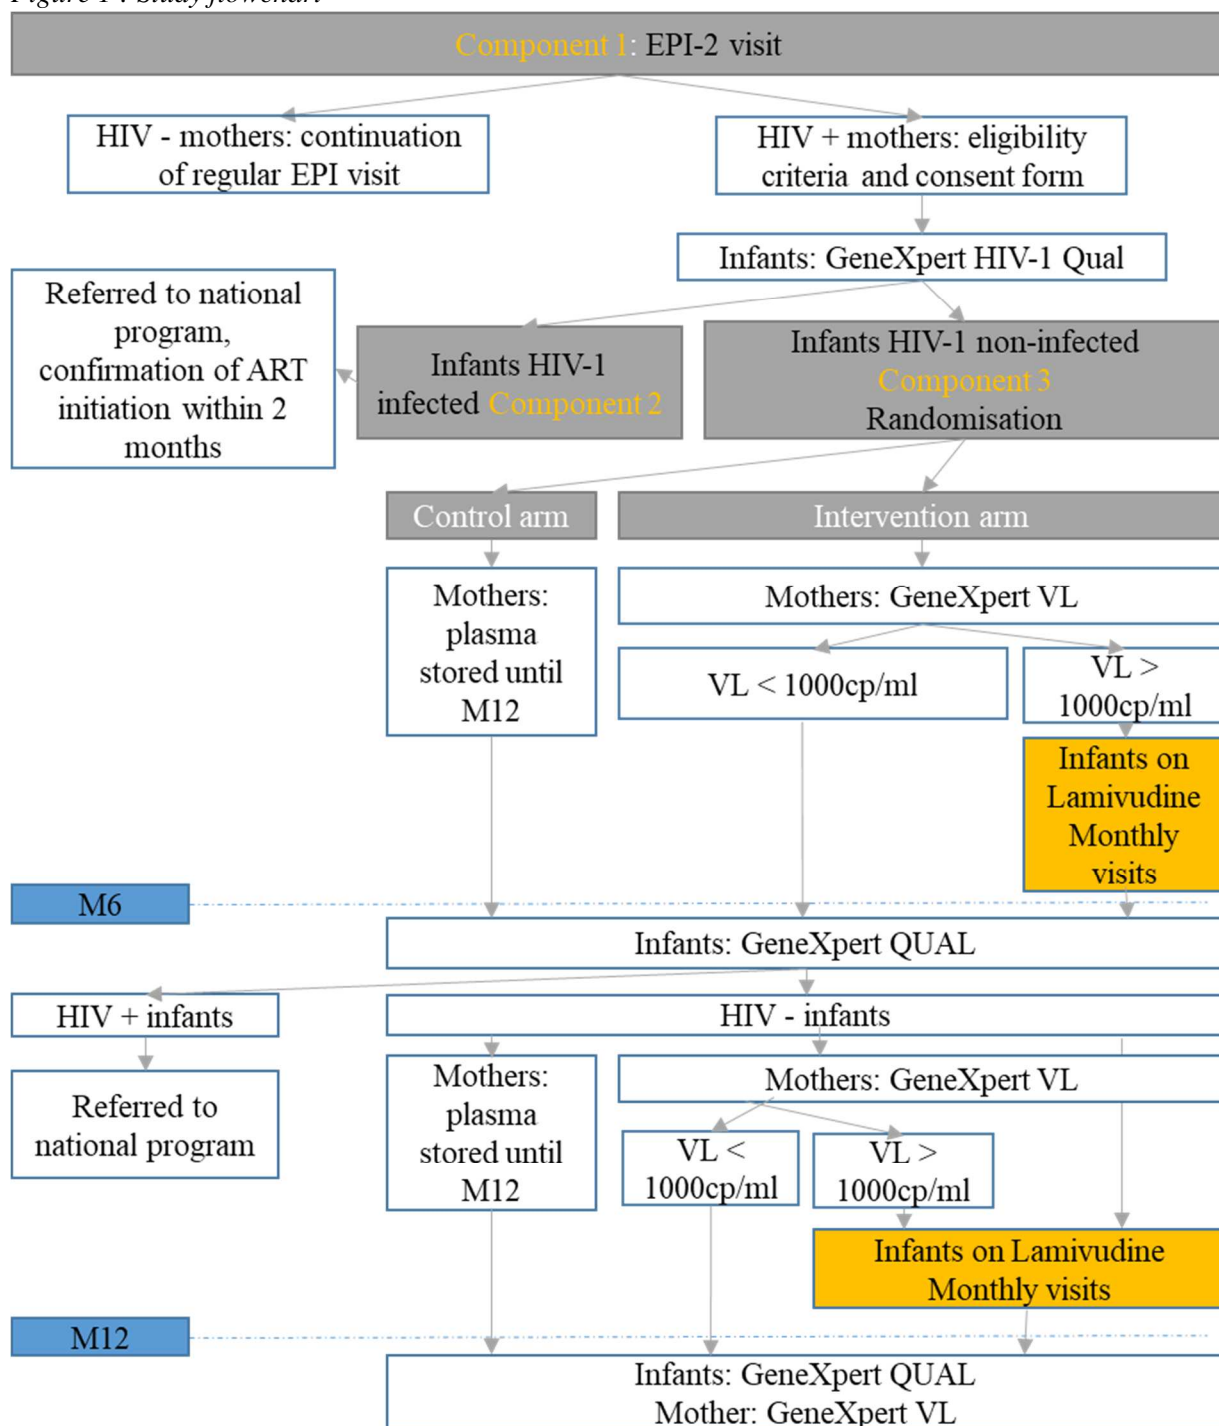 Figure 1 : Study flowchart
Component 1: EPI-2 visit
HIV - mothers: continuation
of regular EPI visit
HIV + mothers: eligibility
criteria and consent form
Infants: GeneXpert HIV-1 Qual
Referred to national
program,
confirmation of ART
initiation within 2
months
Infants HIV-1
infected Component 2
Infants HIV-1 non-infected
Component 3
Randomisation
Control arm
Intervention arm
Mothers:
plasma
stored until
M12
Mothers: GeneXpert VL
VL < 1000cp/ml
VL >
1000cp/ml
Infants on
Lamivudine
Monthly
visits
M6
Infants: GeneXpert QUAL
HIV + infants
HIV - infants
Referred to
national program
Mothers:
plasma
stored until
M12
Mothers: GeneXpert VL
VL <
1000cp/ml
VL >
1000cp/ml
Infants on Lamivudine
Monthly visits
M12
Infants: GeneXpert QUAL
Mother: GeneXpert VL